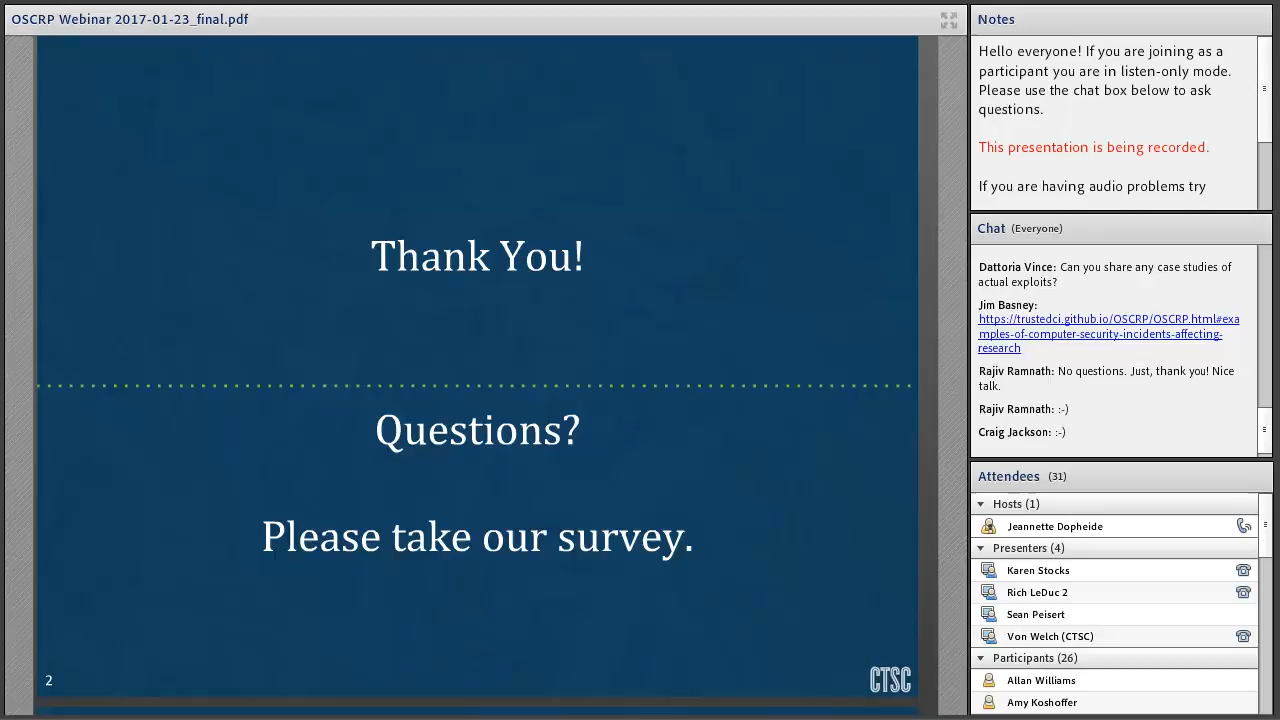 OSCRP Webinar 2017-01-23_final.pdf
Thank You!
Questions?
Please take our survey.
2
CTSC
Notes
Hello everyone! If you are joining as a
participant you are in listen-only mode.
Please use the chat box below to ask
questions.
This presentation is being recorded.
If you are having audio problems try
Chat (Everyone)
Dattoria Vince: Can you share any case studies of
actual exploits?
Jim Basney:
https://trustedci.github.io/OSCRP/OSCRP.html#exa
mples-of-computer-security-incidents-affecting-
research
Rajiv Ramnath: No questions. Just, thank you! Nice
talk.
Rajiv Ramnath: :-)
Craig Jackson: :-)
Attendees (31)
Hosts (1)
Jeannette Dopheide
Presenters (4)
Karen Stocks
Rich LeDuc 2
Sean Peisert
Von Welch (CTSC)
Participants (26)
Allan Williams
Amy Koshoffer